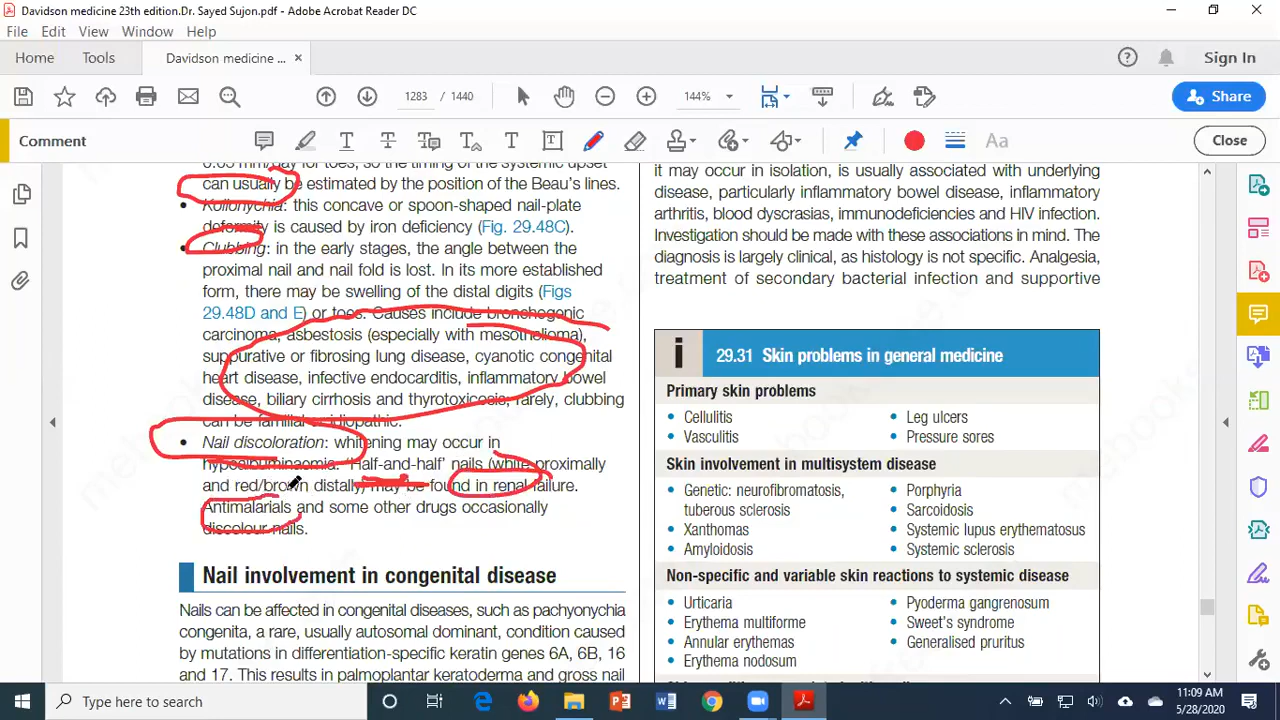 Davidson medicine 23th edition.Dr. Sayed Sujon.pdf - Adobe Acrobat Reader DC
File Edit View Window Help
Home Tools Davidson medicine ... × Sign In
1283 / 1440 144% Share
Comment Close
0.05 mm/day for toes, so the timing of the systemic upset
can usually be estimated by the position of the Beau's lines.
• Koilonychia: this concave or spoon-shaped nail-plate
deformity is caused by iron deficiency (Fig. 29.48C).
• Clubbing: in the early stages, the angle between the
proximal nail and nail fold is lost. In its more established
form, there may be swelling of the distal digits (Figs
29.48D and E) or toes. Causes include bronchogenic
carcinoma, asbestosis (especially with mesothelioma),
suppurative or fibrosing lung disease, cyanotic congenital
heart disease, infective endocarditis, inflammatory bowel
disease, biliary cirrhosis and thyrotoxicosis; rarely, clubbing
can be familial or idiopathic.
• Nail discoloration: whitening may occur in
hypoalbuminaemia. 'Half-and-half' nails (white proximally
and red/brown distally) may be found in renal failure.
Antimalarials and some other drugs occasionally
discolour nails.
Nail involvement in congenital disease
Nails can be affected in congenital diseases, such as pachyonychia
congenita, a rare, usually autosomal dominant, condition caused
by mutations in differentiation-specific keratin genes 6A, 6B, 16
and 17. This results in palmoplantar keratoderma and gross nail
it may occur in isolation, is usually associated with underlying
disease, particularly inflammatory bowel disease, inflammatory
arthritis, blood dyscrasias, immunodeficiencies and HIV infection.
Investigation should be made with these associations in mind. The
diagnosis is largely clinical, as histology is not specific. Analgesia,
treatment of secondary bacterial infection and supportive
i 29.31 Skin problems in general medicine
Primary skin problems
• Cellulitis
• Vasculitis
• Leg ulcers
• Pressure sores
Skin involvement in multisystem disease
• Genetic: neurofibromatosis,
tuberous sclerosis
• Xanthomas
• Amyloidosis
• Porphyria
• Sarcoidosis
• Systemic lupus erythematosus
• Systemic sclerosis
Non-specific and variable skin reactions to systemic disease
• Urticaria
• Erythema multiforme
• Annular erythemas
• Erythema nodosum
• Pyoderma gangrenosum
• Sweet's syndrome
• Generalised pruritus
Type here to search
11:09 AM
5/28/2020